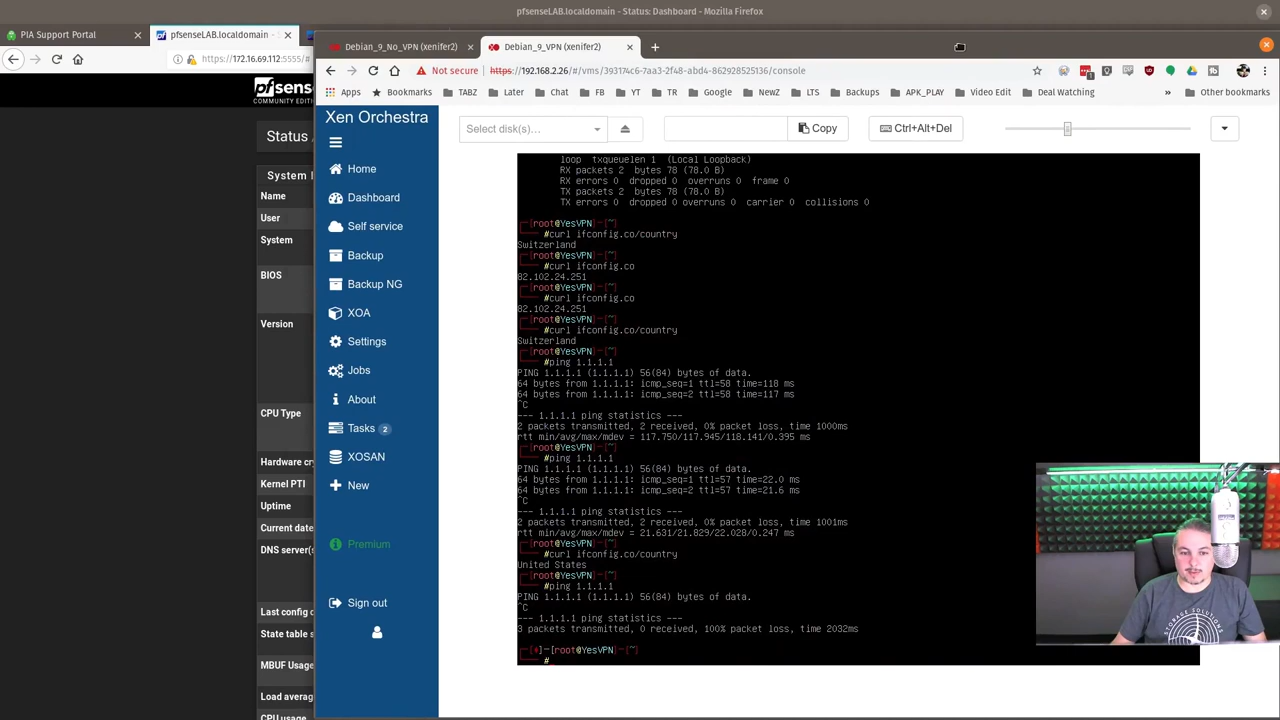 pfsenseLAB.localdomain - Status: Dashboard - Mozilla Firefox
PIA Support Portal
pfsenseLAB.localdomain - S
https://172.16.69.112:5555/#
COMMUNITY EDIT
Status
System I
Name
User
System
BIOS
Version
CPU Type
Hardware cry
Kernel PTI
Uptime
Current date
DNS server(s
Last config c
State table s
MBUF Usage
Load average
CPU usage
Debian_9_No_VPN (xenifer2)
Debian_9_VPN (xenifer2)
Not secure
https://192.168.2.26/#/vms/393174c6-7aa3-2f48-abd4-862928525136/console
Apps
Bookmarks
TABZ
Later
Chat
FB
YT
TR
Google
NewZ
LTS
Backups
APK_PLAY
Video Edit
Deal Watching
»
Other bookmarks
Xen Orchestra
Home
Dashboard
Self service
Backup
Backup NG
XOA
Settings
Jobs
About
Tasks 2
XOSAN
New
Premium
Sign out
Select disk(s)…
Copy
Ctrl+Alt+Del
loop txqueuelen 1 (Local Loopback)
RX packets 2 bytes 78 (78.0 B)
RX errors 0 dropped 0 overruns 0 frame 0
TX packets 2 bytes 78 (78.0 B)
TX errors 0 dropped 0 overruns 0 carrier 0 collisions 0
[root@YesVPN]─[~]
#curl ifconfig.co/country
Switzerland
[root@YesVPN]─[~]
#curl ifconfig.co
82.102.24.251
[root@YesVPN]─[~]
#curl ifconfig.co
82.102.24.251
[root@YesVPN]─[~]
#curl ifconfig.co/country
Switzerland
[root@YesVPN]─[~]
#ping 1.1.1.1
PING 1.1.1.1 (1.1.1.1) 56(84) bytes of data.
64 bytes from 1.1.1.1: icmp_seq=1 ttl=58 time=118 ms
64 bytes from 1.1.1.1: icmp_seq=2 ttl=58 time=117 ms
^C
--- 1.1.1.1 ping statistics ---
2 packets transmitted, 2 received, 0% packet loss, time 1000ms
rtt min/avg/max/mdev = 117.750/117.945/118.141/0.395 ms
[root@YesVPN]─[~]
#ping 1.1.1.1
PING 1.1.1.1 (1.1.1.1) 56(84) bytes of data.
64 bytes from 1.1.1.1: icmp_seq=1 ttl=57 time=22.0 ms
64 bytes from 1.1.1.1: icmp_seq=2 ttl=57 time=21.6 ms
^C
--- 1.1.1.1 ping statistics ---
2 packets transmitted, 2 received, 0% packet loss, time 1001ms
rtt min/avg/max/mdev = 21.631/21.829/22.028/0.247 ms
[root@YesVPN]─[~]
#curl ifconfig.co/country
United States
[root@YesVPN]─[~]
#ping 1.1.1.1
PING 1.1.1.1 (1.1.1.1) 56(84) bytes of data.
^C
--- 1.1.1.1 ping statistics ---
3 packets transmitted, 0 received, 100% packet loss, time 2032ms
[root@YesVPN]─[~]
#